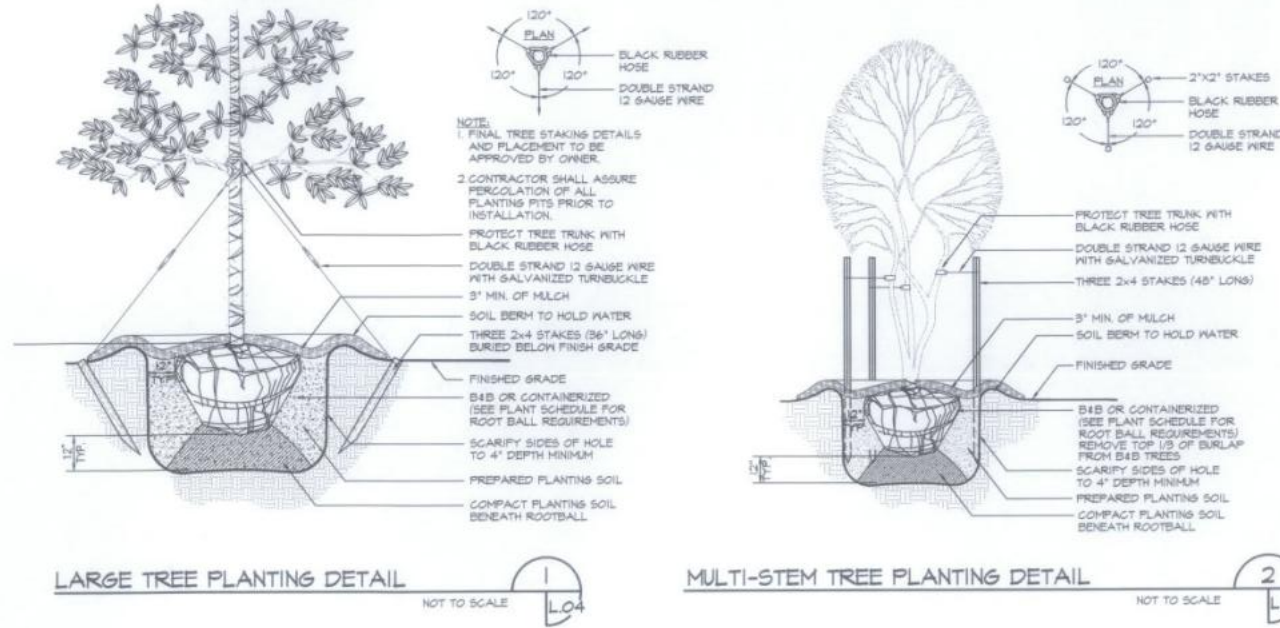 120°
PLAN
120°
120°
BLACK RUBBER
HOSE
DOUBLE STRAND
12 GAUGE WIRE
NOTE:
1. FINAL TREE STAKING DETAILS
AND PLACEMENT TO BE
APPROVED BY OWNER.
2. CONTRACTOR SHALL ASSURE
PERCOLATION OF ALL
PLANTING PITS PRIOR TO
INSTALLATION.
PROTECT TREE TRUNK WITH
BLACK RUBBER HOSE
DOUBLE STRAND 12 GAUGE WIRE
WITH GALVANIZED TURNBUCKLE
3" MIN. OF MULCH
SOIL BERM TO HOLD WATER
THREE 2x4 STAKES (36" LONG)
BURIED BELOW FINISH GRADE
FINISHED GRADE
B&B OR CONTAINERIZED
(SEE PLANT SCHEDULE FOR
ROOT BALL REQUIREMENTS)
SCARIFY SIDES OF HOLE
TO 4" DEPTH MINIMUM
PREPARED PLANTING SOIL
COMPACT PLANTING SOIL
BENEATH ROOTBALL
12"
TYP.
12"
TYP.
LARGE TREE PLANTING DETAIL
NOT TO SCALE
1
L.04
120°
PLAN
120°
120°
2"X2" STAKES
BLACK RUBBER
HOSE
DOUBLE STRAND
12 GAUGE WIRE
PROTECT TREE TRUNK WITH
BLACK RUBBER HOSE
DOUBLE STRAND 12 GAUGE WIRE
WITH GALVANIZED TURNBUCKLE
THREE 2x4 STAKES (48" LONG)
3" MIN. OF MULCH
SOIL BERM TO HOLD WATER
FINISHED GRADE
B&B OR CONTAINERIZED
(SEE PLANT SCHEDULE FOR
ROOT BALL REQUIREMENTS)
REMOVE TOP 1/3 OF BURLAP
FROM B&B TREES
SCARIFY SIDES OF HOLE
TO 4" DEPTH MINIMUM
PREPARED PLANTING SOIL
COMPACT PLANTING SOIL
BENEATH ROOTBALL
12"
12"
TYP.
MULTI-STEM TREE PLANTING DETAIL
NOT TO SCALE
2
L